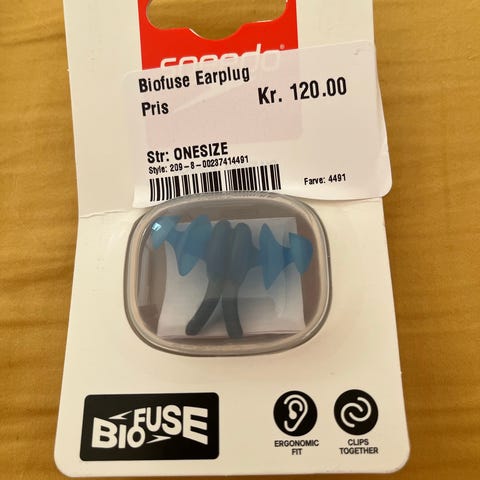 speedo
Biofuse Earplug
Pris
Kr. 120.00
Str: ONESIZE
Style: 209-8-00237414491
Farve: 4491
BIOFUSE
ERGONOMIC
FIT
CLIPS
TOGETHER